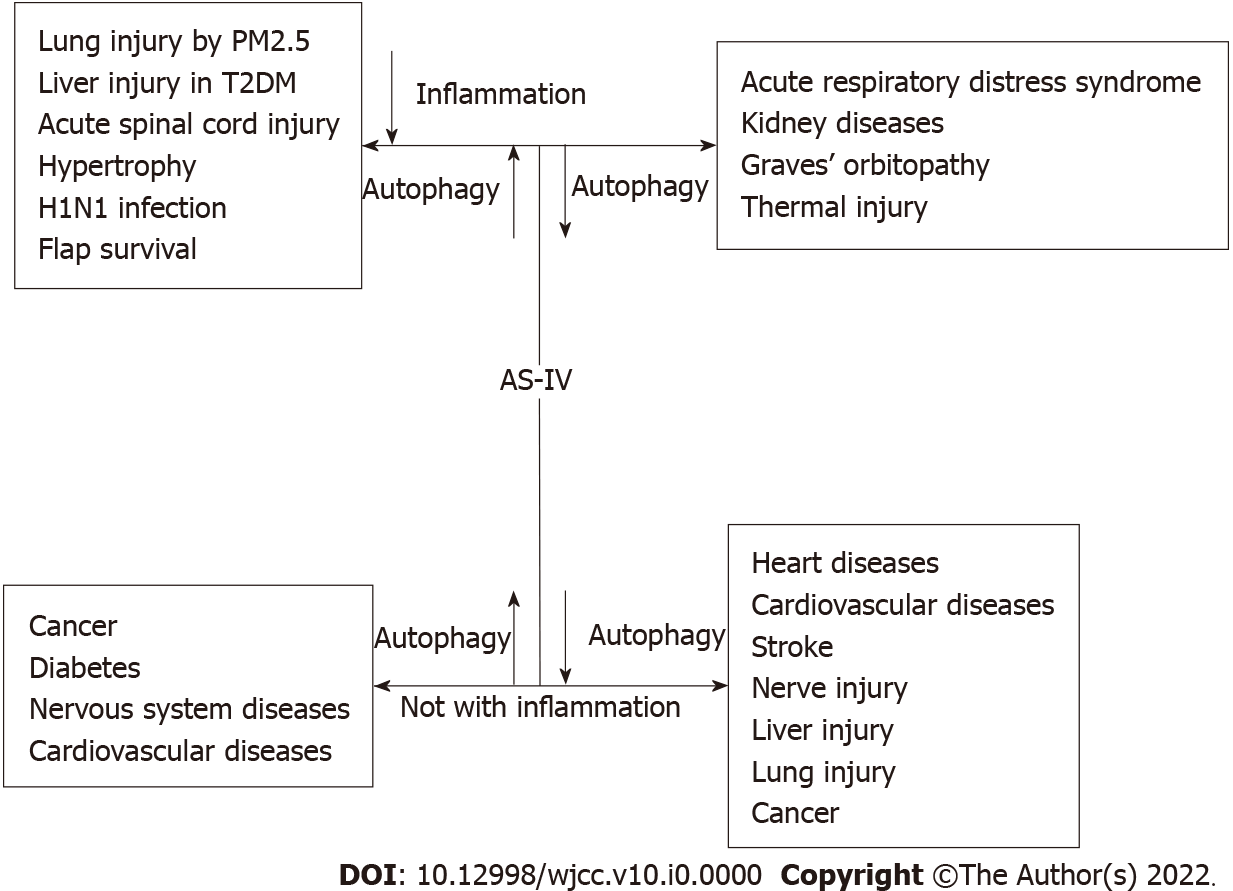 Lung injury by PM2.5
Liver injury in T2DM
Acute spinal cord injury
Hypertrophy
H1N1 infection
Flap survival
Inflammation
Autophagy
Autophagy
Acute respiratory distress syndrome
Kidney diseases
Graves’ orbitopathy
Thermal injury
AS-IV
Cancer
Diabetes
Nervous system diseases
Cardiovascular diseases
Autophagy
Autophagy
Not with inflammation
Heart diseases
Cardiovascular diseases
Stroke
Nerve injury
Liver injury
Lung injury
Cancer
DOI: 10.12998/wjcc.v10.i0.0000 Copyright ©The Author(s) 2022.